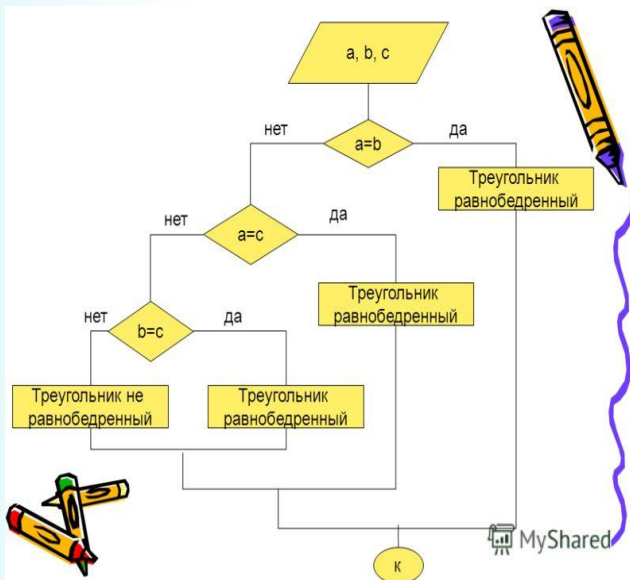 a, b, c
нет
да
a=b
Треугольник
равнобедренный
нет
да
a=c
Треугольник
равнобедренный
нет
да
b=c
Треугольник не
равнобедренный
Треугольник
равнобедренный
MyShared
к